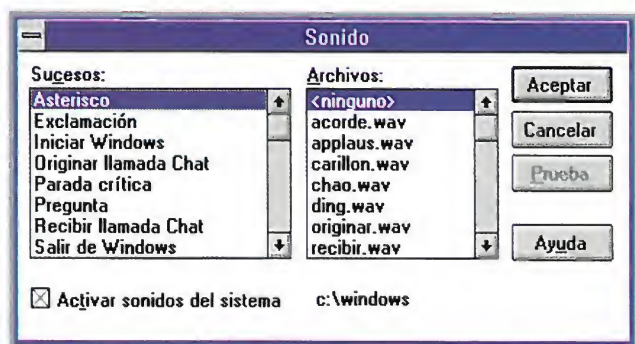 Sonido
Sucesos:
Asterisco
Exclamación
Iniciar Windows
Originar llamada Chat
Parada crítica
Pregunta
Recibir llamada Chat
Salir de Windows
Archivos:
<ninguno>
acorde.wav
applaus.wav
carillon.wav
chao.wav
ding.wav
originar.wav
recibir.wav
Aceptar
Cancelar
Prueba
Ayuda
Activar sonidos del sistema
c:\windows